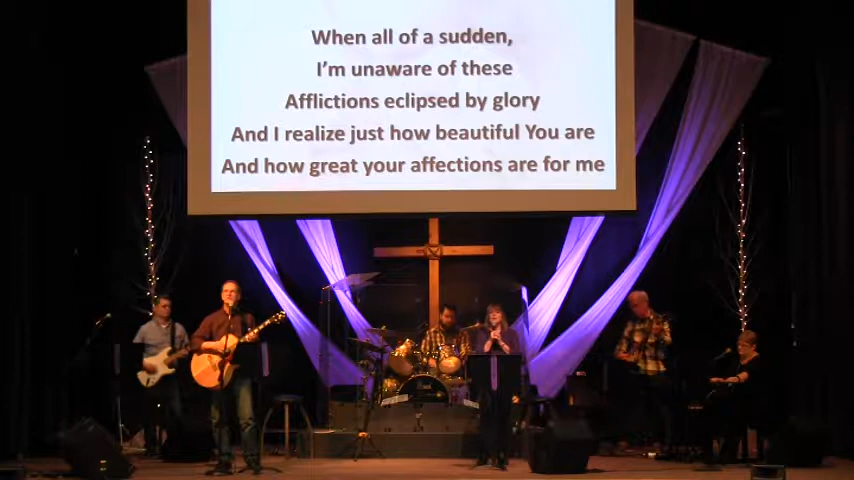 When all of a sudden,
I'm unaware of these
Afflictions eclipsed by glory
And I realize just how beautiful You are
And how great your affections are for me